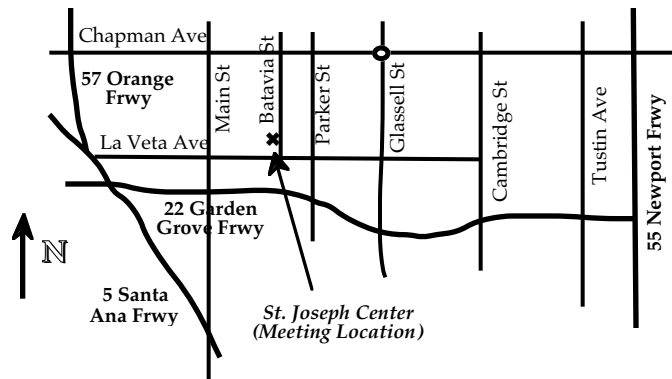 Chapman Ave
57 Orange
Frwy
Main St
Batavia St
Parker St
Glassell St
Cambridge St
Tustin Ave
55 Newport Frwy
La Veta Ave
22 Garden
Grove Frwy
N
5 Santa
Ana Frwy
St. Joseph Center
(Meeting Location)